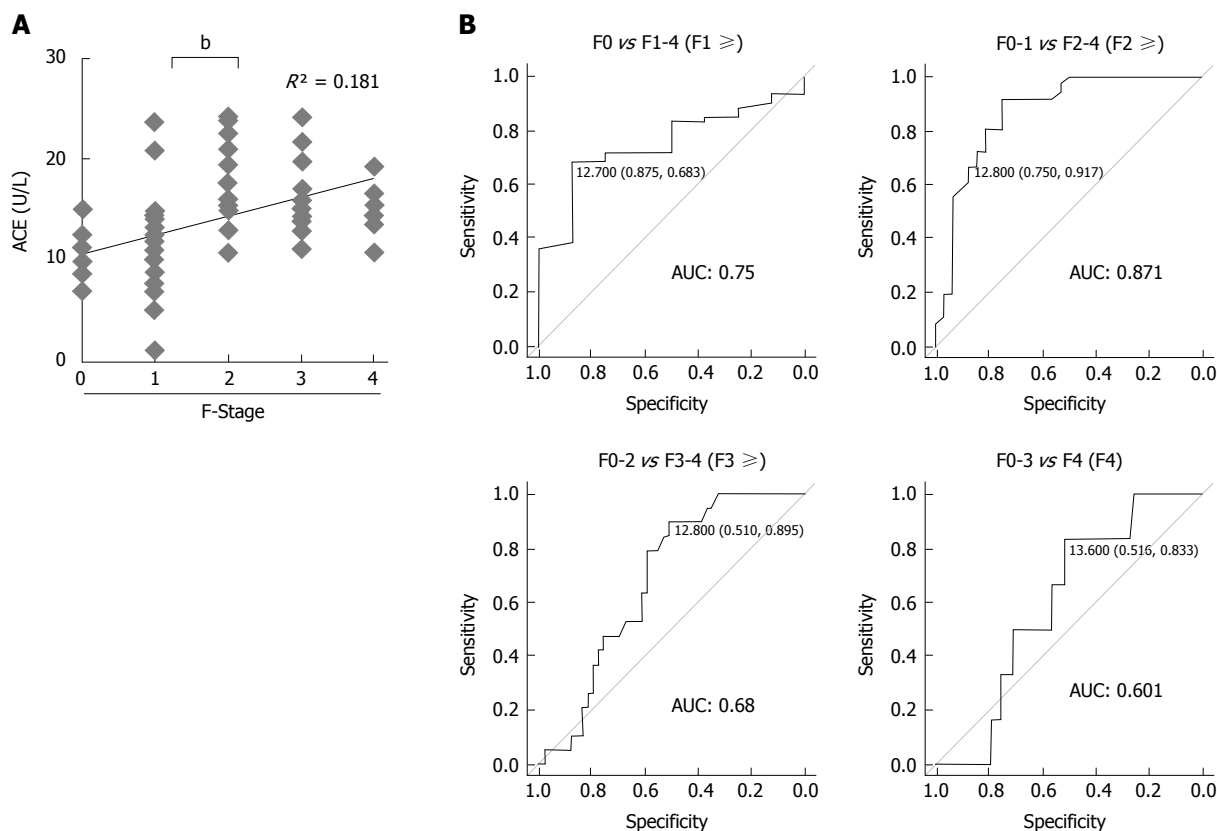 A
b
R² = 0.181
30
20
10
0
ACE (U/L)
0 1 2 3 4
F-Stage
B
F0 vs F1-4 (F1 ≥)
1.0
0.8
0.6
0.4
0.2
0.0
Sensitivity
12.700 (0.875, 0.683)
AUC: 0.75
1.0 0.8 0.6 0.4 0.2 0.0
Specificity
F0-1 vs F2-4 (F2 ≥)
1.0
0.8
0.6
0.4
0.2
0.0
Sensitivity
12.800 (0.750, 0.917)
AUC: 0.871
1.0 0.8 0.6 0.4 0.2 0.0
Specificity
F0-2 vs F3-4 (F3 ≥)
1.0
0.8
0.6
0.4
0.2
0.0
Sensitivity
12.800 (0.510, 0.895)
AUC: 0.68
1.0 0.8 0.6 0.4 0.2 0.0
Specificity
F0-3 vs F4 (F4)
1.0
0.8
0.6
0.4
0.2
0.0
Sensitivity
13.600 (0.516, 0.833)
AUC: 0.601
1.0 0.8 0.6 0.4 0.2 0.0
Specificity